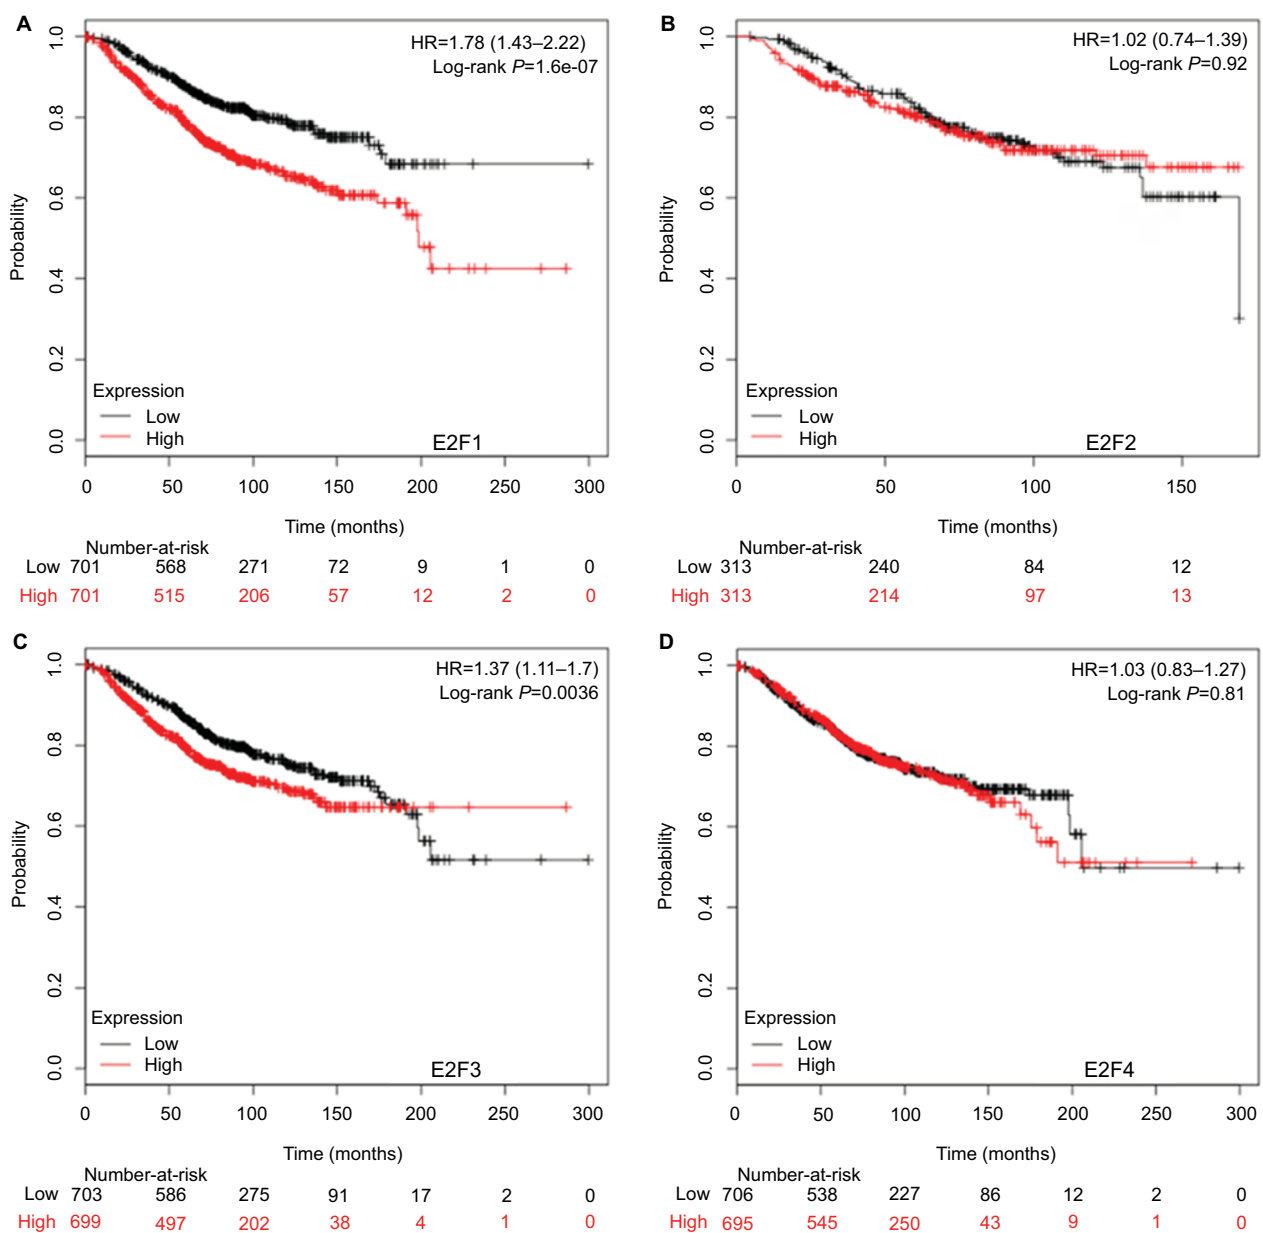 A
HR=1.78 (1.43–2.22)
Log-rank P=1.6e-07
Probability
1.0
0.8
0.6
0.4
0.2
0.0
Expression
Low
High
E2F1
0 50 100 150 200 250 300
Time (months)
Number-at-risk
Low 701 568 271 72 9 1 0
High 701 515 206 57 12 2 0
B
HR=1.02 (0.74–1.39)
Log-rank P=0.92
Probability
1.0
0.8
0.6
0.4
0.2
0.0
Expression
Low
High
E2F2
0 50 100 150
Time (months)
Number-at-risk
Low 313 240 84 12
High 313 214 97 13
C
HR=1.37 (1.11–1.7)
Log-rank P=0.0036
Probability
1.0
0.8
0.6
0.4
0.2
0.0
Expression
Low
High
E2F3
0 50 100 150 200 250 300
Time (months)
Number-at-risk
Low 703 586 275 91 17 2 0
High 699 497 202 38 4 1 0
D
HR=1.03 (0.83–1.27)
Log-rank P=0.81
Probability
1.0
0.8
0.6
0.4
0.2
0.0
Expression
Low
High
E2F4
0 50 100 150 200 250 300
Time (months)
Number-at-risk
Low 706 538 227 86 12 2 0
High 695 545 250 43 9 1 0